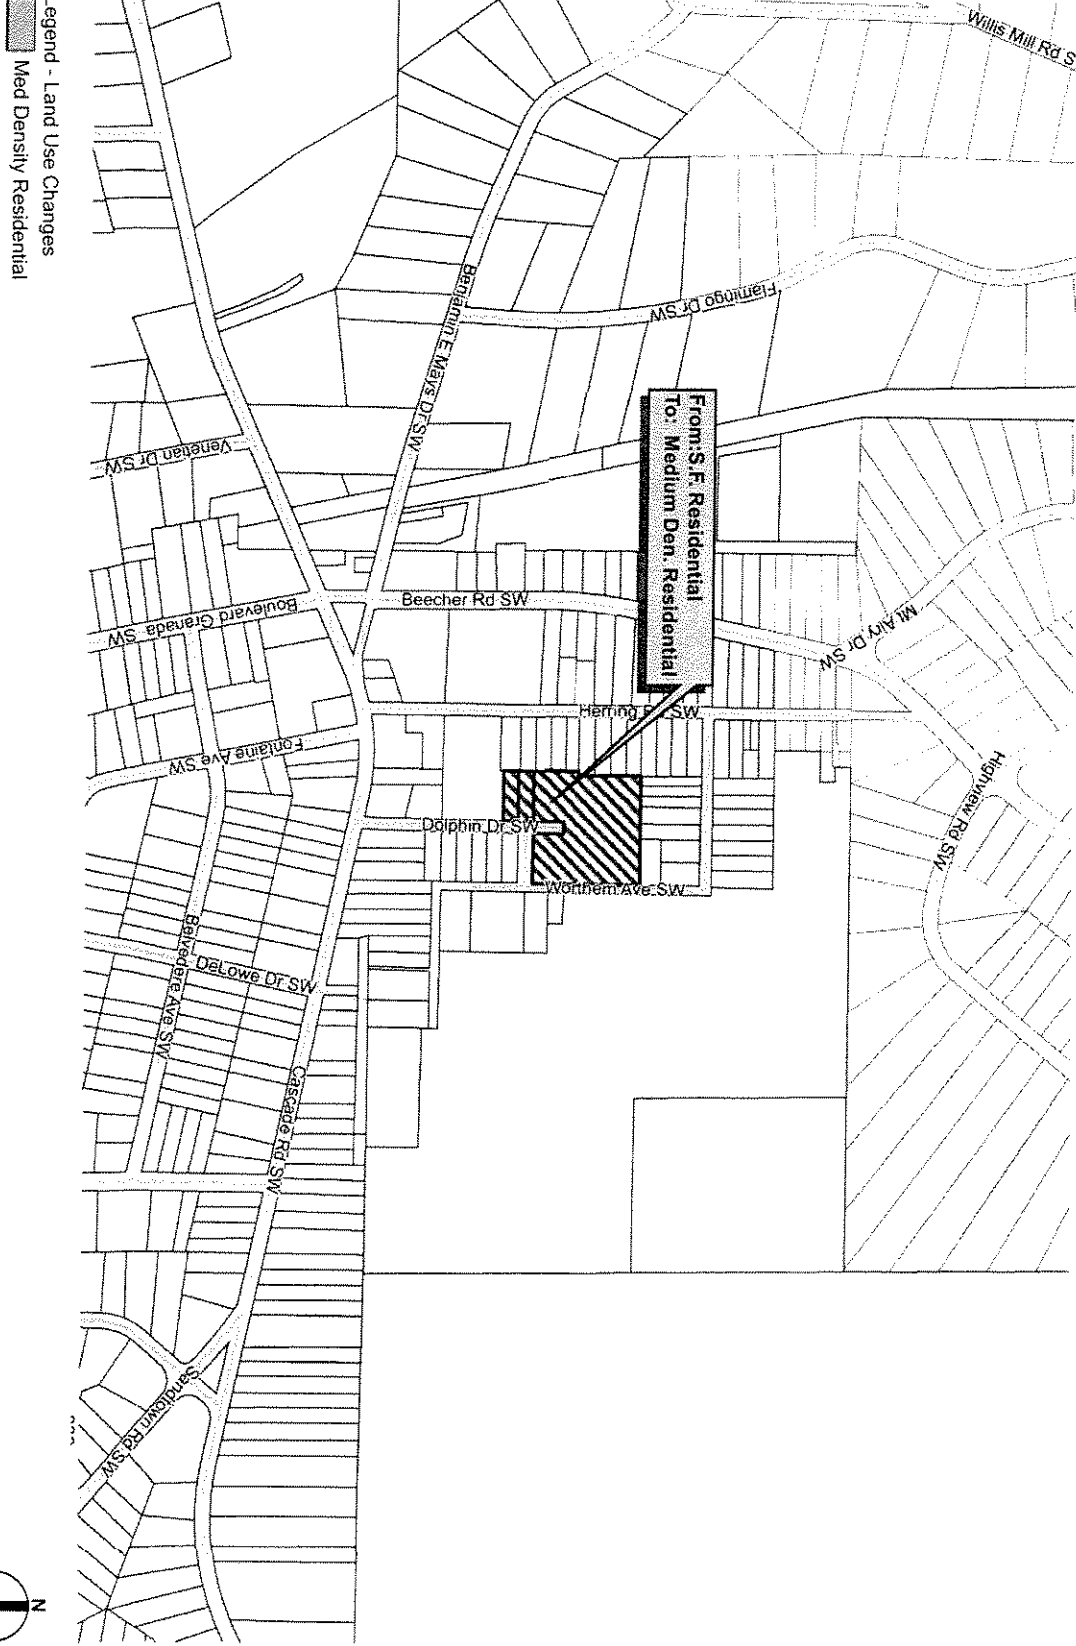 Willis Mill Rd S
Flamingo Dr SW
Benjamin E Mays Dr SW
From:S.F. Residential
To: Medium Den. Residential
Venetian Dr SW
Mt Airy Dr SW
Beecher Rd SW
Boulevard Granada SW
Herring Rd SW
Fontaine Ave SW
Highview Rd SW
Dolphin Dr SW
Worthem Ave SW
Belvedere Ave SW
DeLowe Dr SW
Cascade Rd SW
Sandtown Rd SW
egend - Land Use Changes
Med Density Residential
N